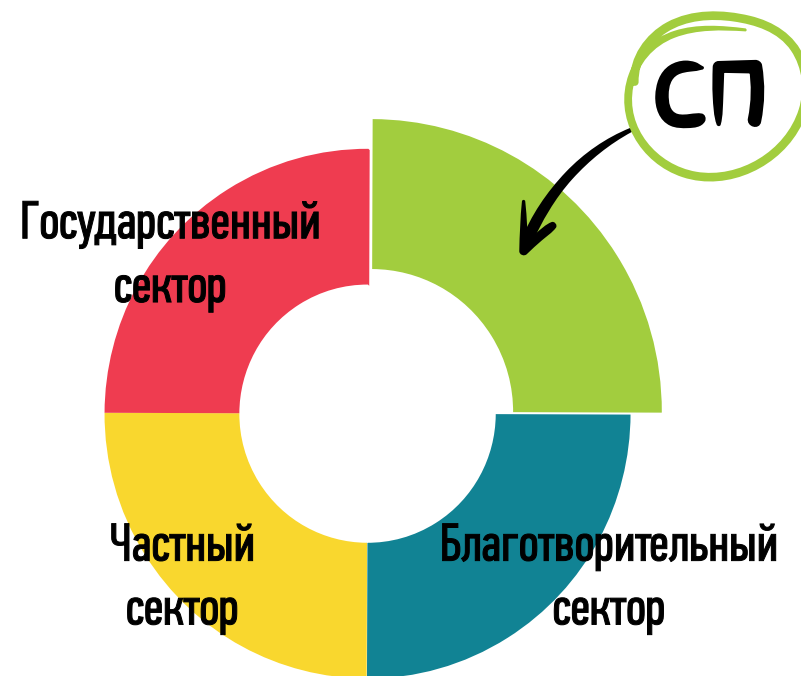 СП
Государственный
сектор
Частный
сектор
Благотворительный
сектор